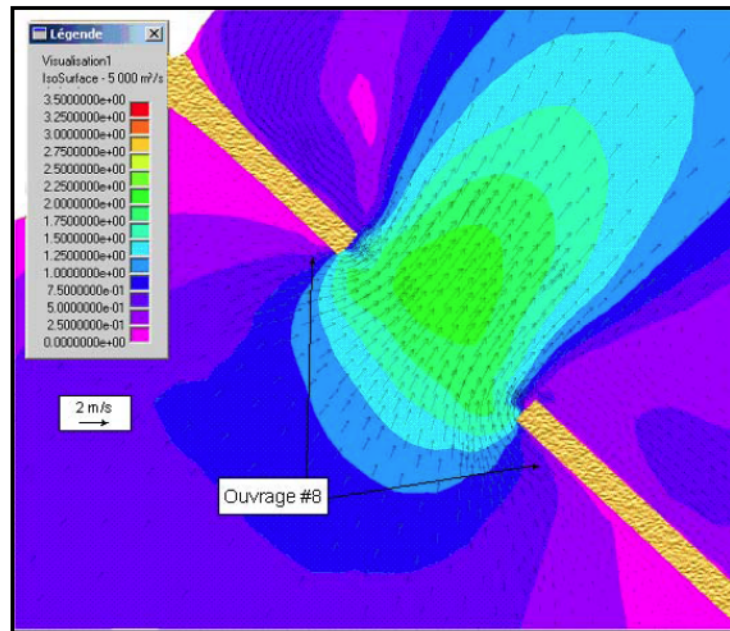 Légende
Visualisation1
IsoSurface - 5 000 m³/s
3.5000000e+00
3.2500000e+00
3.0000000e+00
2.7500000e+00
2.5000000e+00
2.2500000e+00
2.0000000e+00
1.7500000e+00
1.5000000e+00
1.2500000e+00
1.0000000e+00
7.5000000e-01
5.0000000e-01
2.5000000e-01
0.0000000e+00
2 m/s
Ouvrage #8